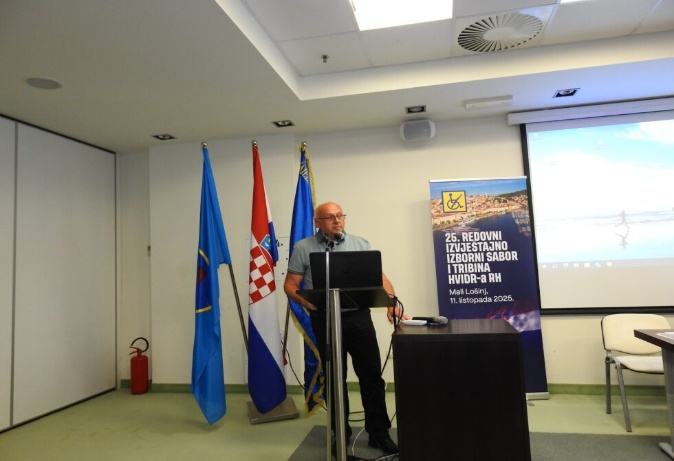 25. REDOVNI
IZVJEŠTAJNO
IZBORNI SABOR
I TRIBINA
HVIDR-a RH
Mali Lošinj,
11. listopada 2025.